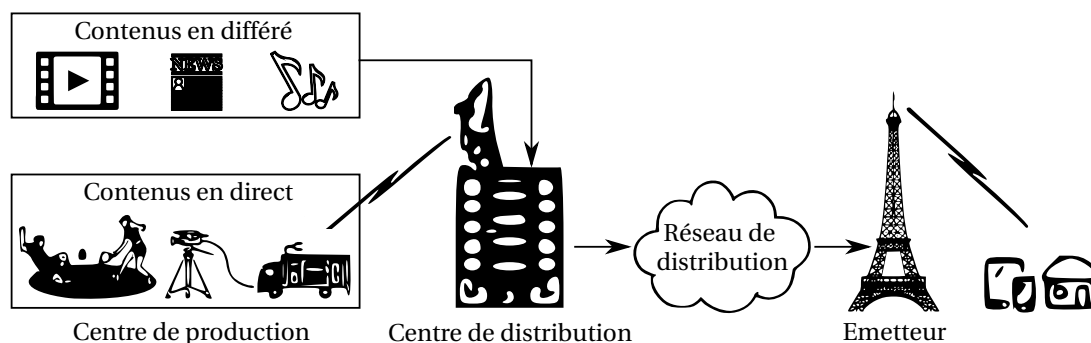 Contenus en différé
NEWS
Contenus en direct
Réseau de
distribution
Centre de production
Centre de distribution
Emetteur